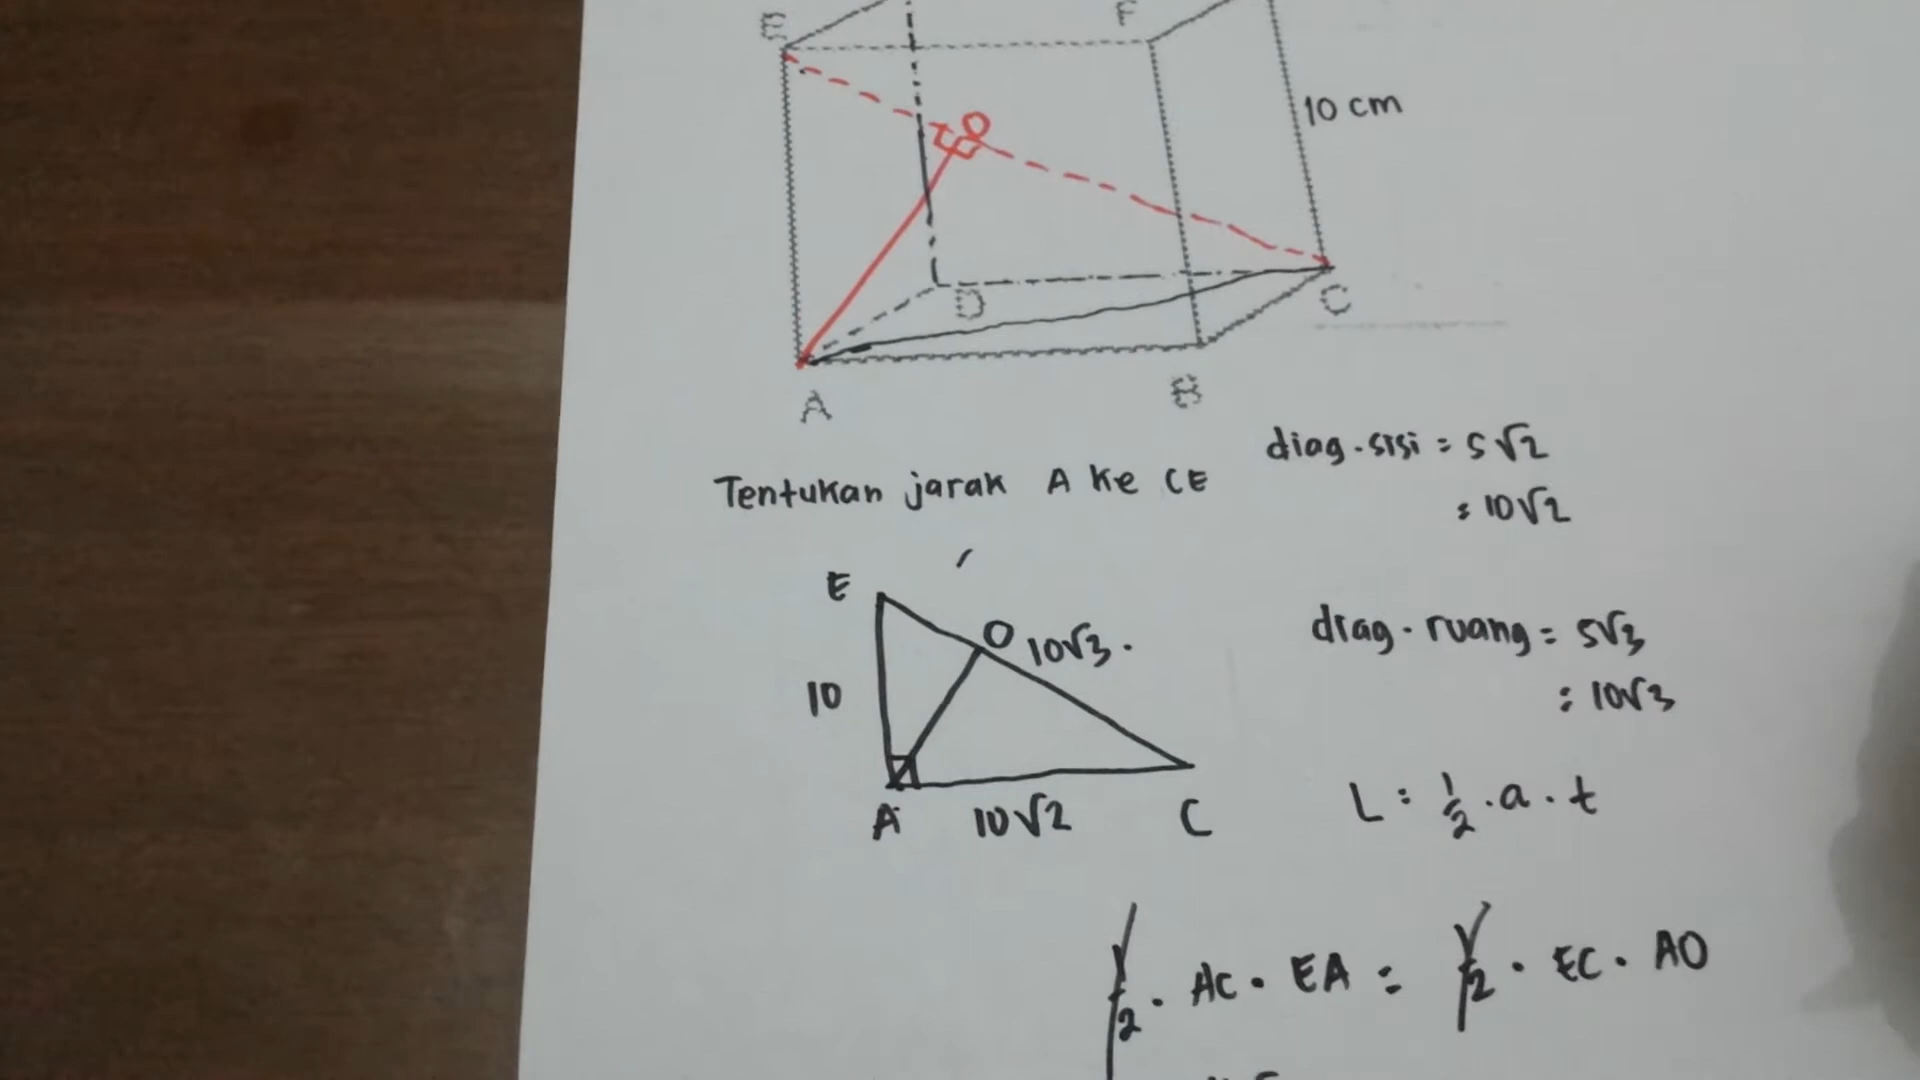 E F
O
10 cm
D
C
A B
diag.sisi = s√2
= 10√2
Tentukan jarak A ke CE
E
O 10√3.
10
A 10√2 C
diag. ruang = s√3
= 10√3
L = 1/2 . a . t
1/2 . AC . EA = 1/2 . EC . AO